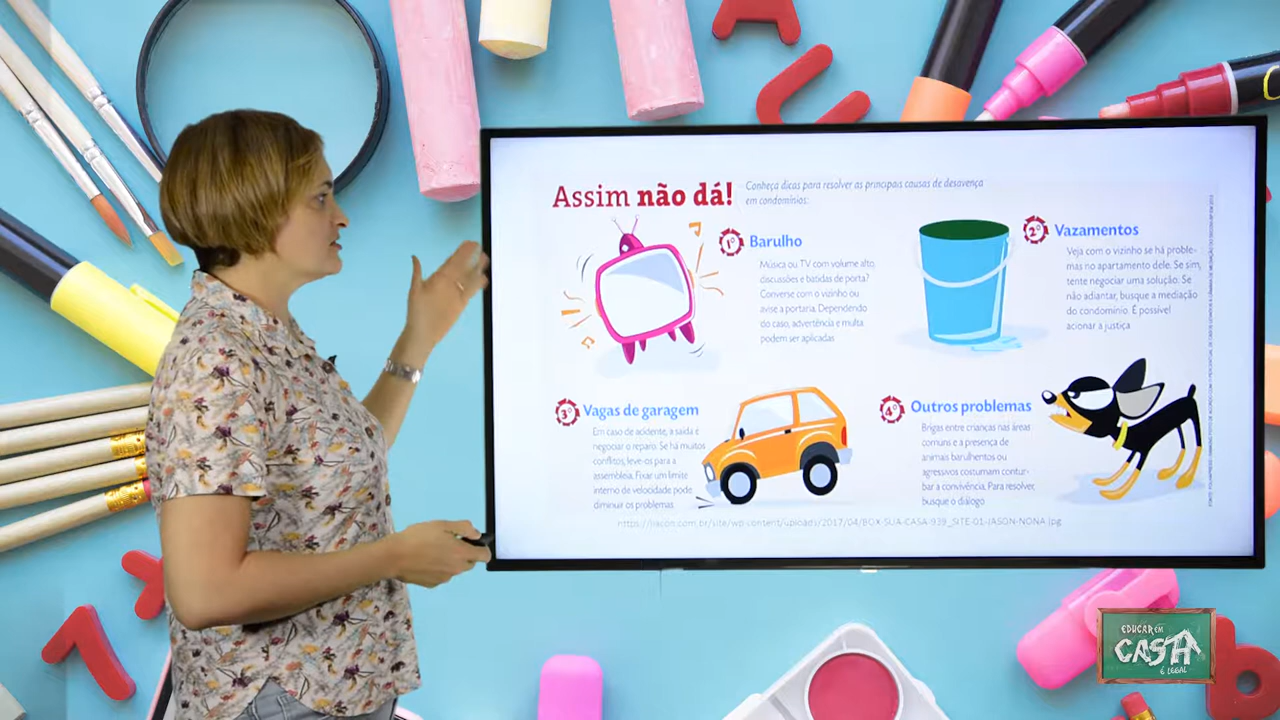 Assim não dá!
Conheça dicas para resolver as principais causas de desavença
em condomínios:
1º Barulho
Música ou TV com volume alto,
discussões e batidas de porta?
Converse com o vizinho ou
avise a portaria. Dependendo
do caso, advertência e multa
podem ser aplicadas
2º Vazamentos
Veja com o vizinho se há proble-
mas no apartamento dele. Se sim,
tente negociar uma solução. Se
não adiantar, busque a mediação
do condomínio. É possível
acionar a justiça
3º Vagas de garagem
Em caso de acidente, a saída é
negociar o reparo. Se há muitos
conflitos, leve-os para a
assembleia. Fixar um limite
interno de velocidade pode
diminuir os problemas
4º Outros problemas
Brigas entre crianças nas áreas
comuns e a presença de
animais barulhentos ou
agressivos costumam contur-
bar a convivência. Para resolver,
busque o diálogo
EDUCAR EM
CASA
É LEGAL